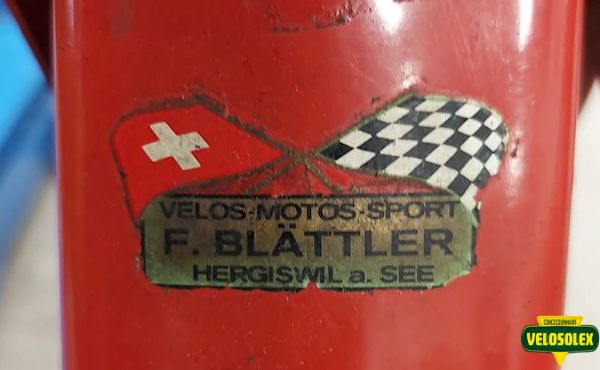 VELOS-MOTOS-SPORT
F. BLÄTTLER
HERGISWIL a. SEE
CONCESSIONNAIRE
VELOSOLEX